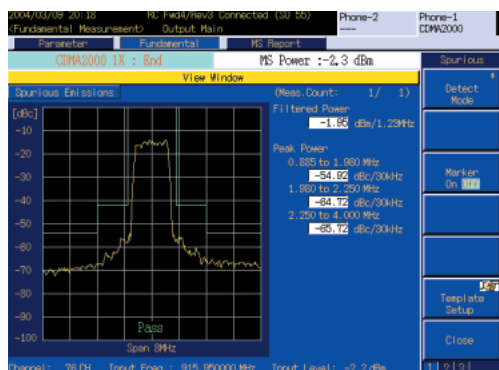 2004/03/09 20:18 RC Fwd4/Rev3 Connected (SO 55) Phone-2 Phone-1
<Fundamental Measurement> Output Main ---- CDMA2000
Parameter Fundamental MS Report
CDMA2000 1X : End MS Power :-2.3 dBm Spurious
View Window
Spurious Emissions (Meas.Count: 1/ 1)
Detect
Mode
[dBc]
Filtered Power
-1.95 dBm/1.23MHz
-10
-20
-30
-40
-50
-60
-70
-80
-90
-100
Peak Power
0.885 to 1.980 MHz
-54.92 dBc/30kHz
1.980 to 2.250 MHz
-64.72 dBc/30kHz
2.250 to 4.000 MHz
-65.72 dBc/30kHz
Marker
On Off
Template
Setup
Pass
Close
Span 8MHz
Channel: 76 CH Input Freq.: 915.950000 MHz Input Level: -2.2 dBm 1 2 3